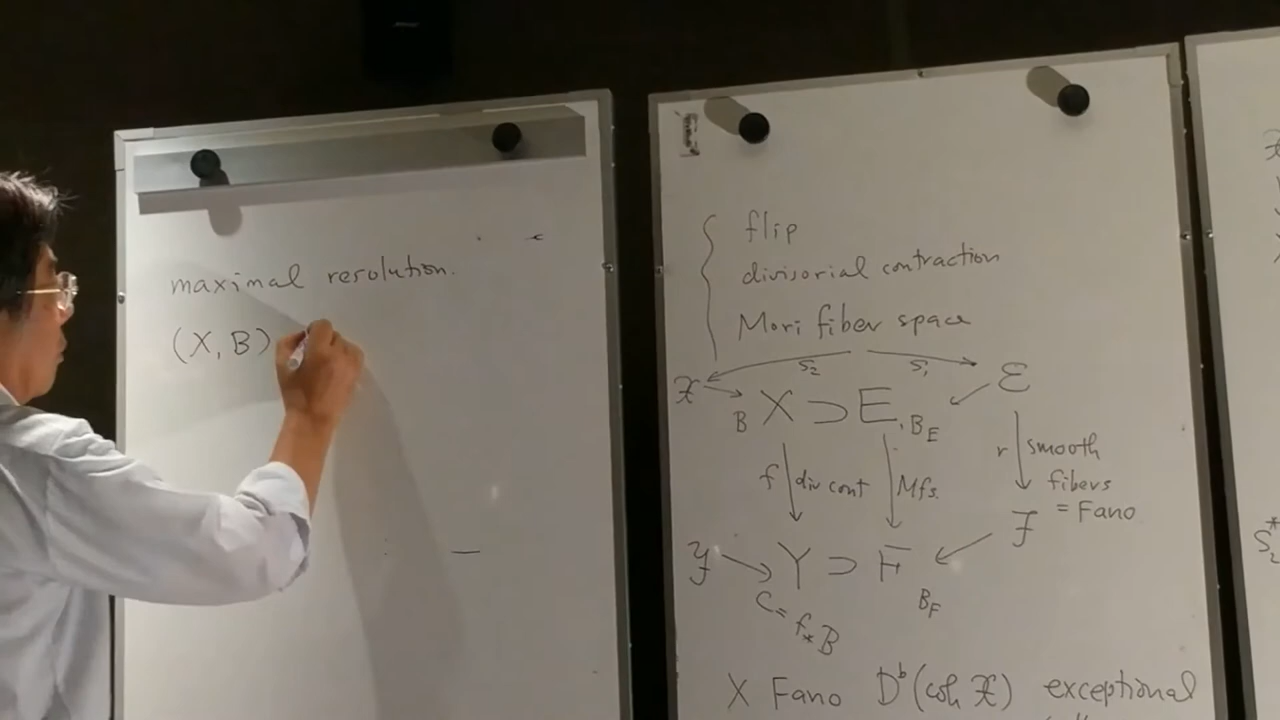 maximal resolution.
(X, B)
flip
divisorial contraction
Mori fiber space
S₂ S₁
𝒳 B X ⊃ E, B_E ℰ
f div cont Mfs. r smooth
fibers
= Fano
𝒴 Y ⊃ F ℱ
C = f_* B B_F
X Fano D^b(coh 𝒳) exceptional
S₂^*